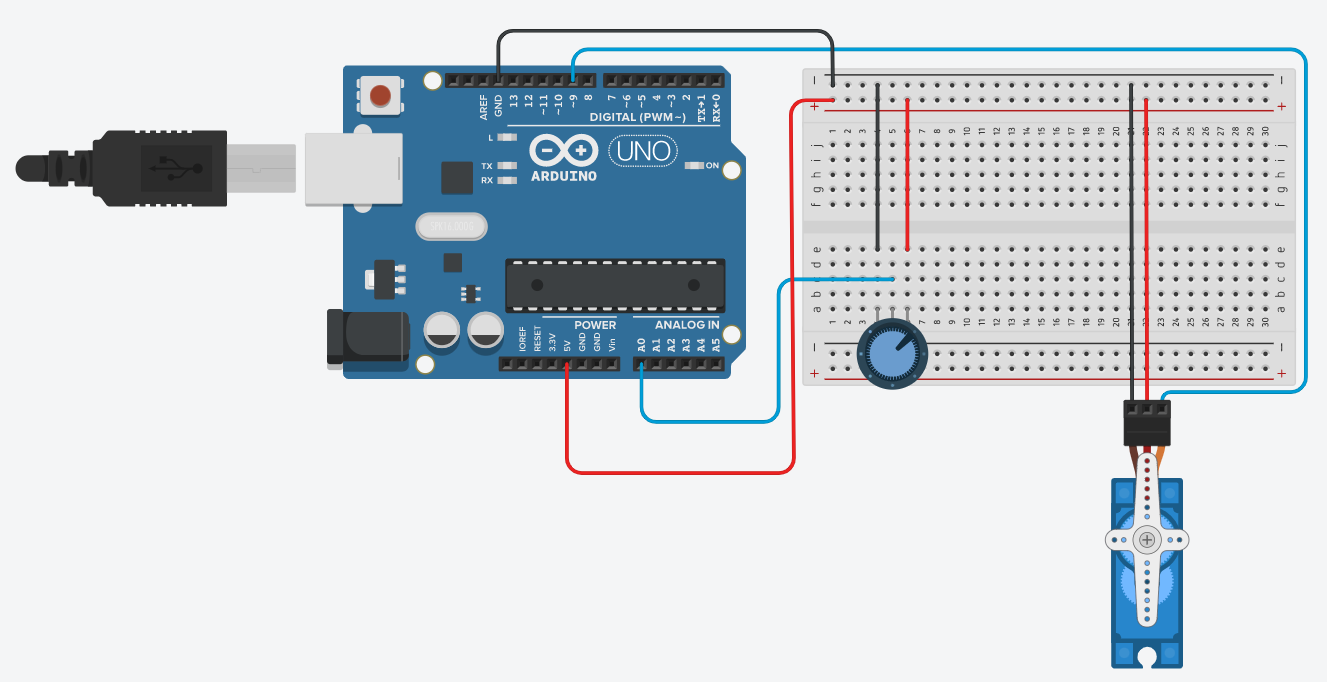 AREF
GND
13
12
~11
~10
~9
8
7
~6
~5
4
~3
2
TX→1
RX←0
DIGITAL (PWM~)
L
TX
RX
ARDUINO
UNO
ON
IOREF
RESET
3.3V
5V
GND
GND
Vin
POWER
ANALOG IN
A0
A1
A2
A3
A4
A5
− −
+ +
1 2 3 4 5 6 7 8 9 10 11 12 13 14 15 16 17 18 19 20 21 22 23 24 25 26 27 28 29 30
j j
i i
h h
g g
f f
e e
d d
c c
b b
a a
1 2 3 7 8 9 10 11 12 13 14 15 16 17 18 19 20 21 22 23 24 25 26 27 28 29 30
− −
+ +